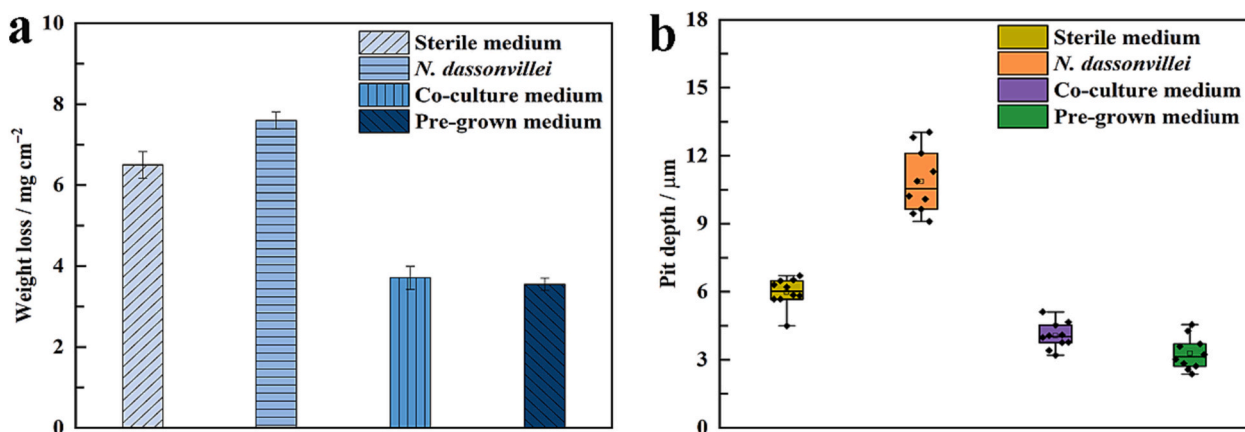 a
10
8
6
4
2
0
Weight loss / mg cm⁻²
Sterile medium
N. dassonvillei
Co-culture medium
Pre-grown medium
b
18
15
12
9
6
3
0
Pit depth / μm
Sterile medium
N. dassonvillei
Co-culture medium
Pre-grown medium